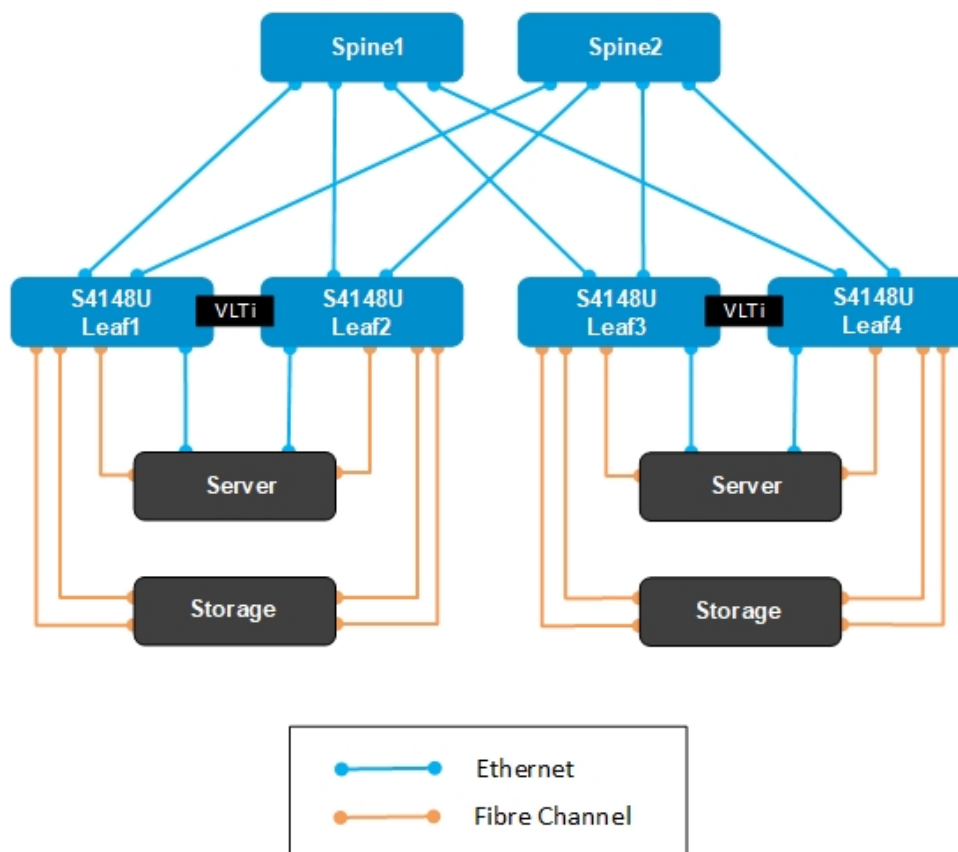 Spine1
Spine2
S4148U
Leaf1
VLTi
S4148U
Leaf2
S4148U
Leaf3
VLTi
S4148U
Leaf4
Server
Server
Storage
Storage
Ethernet
Fibre Channel